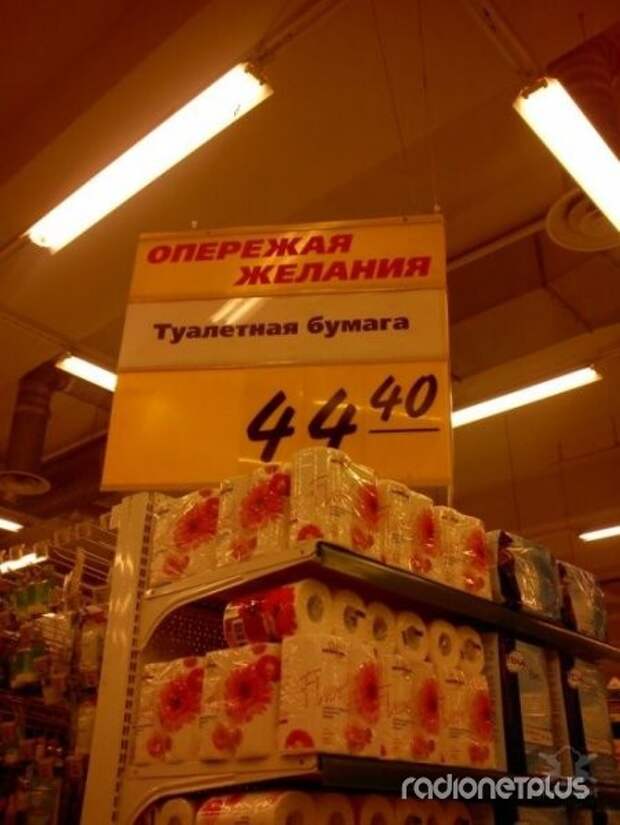 ОПЕРЕЖАЯ
ЖЕЛАНИЯ
Туалетная бумага
44 40
radionetplus